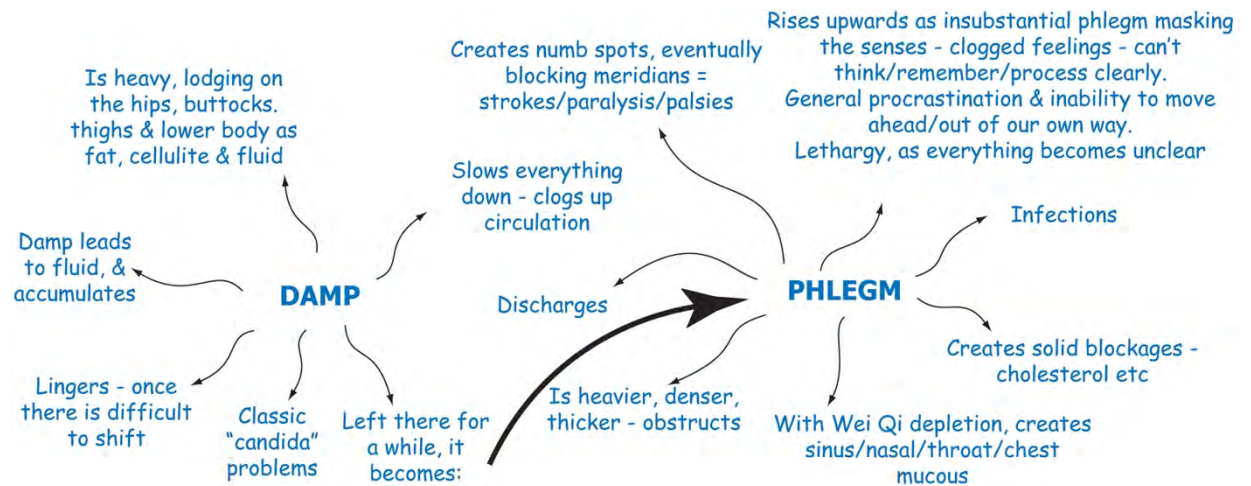 Is heavy, lodging on
the hips, buttocks.
thighs & lower body as
fat, cellulite & fluid
Slows everything
down - clogs up
circulation
Damp leads
to fluid, &
accumulates
DAMP
Lingers - once
there is difficult
to shift
Classic
"candida"
problems
Left there for
a while, it
becomes:
Creates numb spots, eventually
blocking meridians =
strokes/paralysis/palsies
Rises upwards as insubstantial phlegm masking
the senses - clogged feelings - can't
think/remember/process clearly.
General procrastination & inability to move
ahead/out of our own way.
Lethargy, as everything becomes unclear
Infections
Discharges
PHLEGM
Creates solid blockages -
cholesterol etc
Is heavier, denser,
thicker - obstructs
With Wei Qi depletion, creates
sinus/nasal/throat/chest
mucous